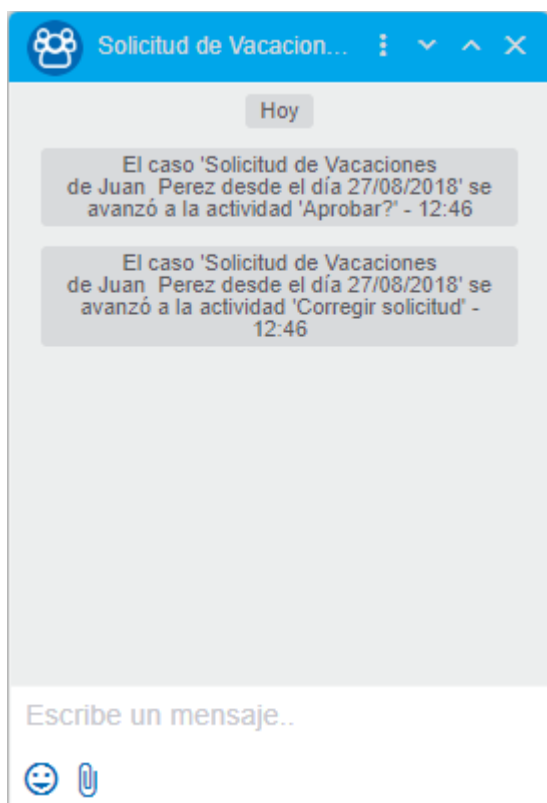 Solicitud de Vacacion...
Hoy
El caso 'Solicitud de Vacaciones
de Juan  Perez desde el día 27/08/2018' se
avanzó a la actividad 'Aprobar?' - 12:46
El caso 'Solicitud de Vacaciones
de Juan  Perez desde el día 27/08/2018' se
avanzó a la actividad 'Corregir solicitud' -
12:46
Escribe un mensaje..